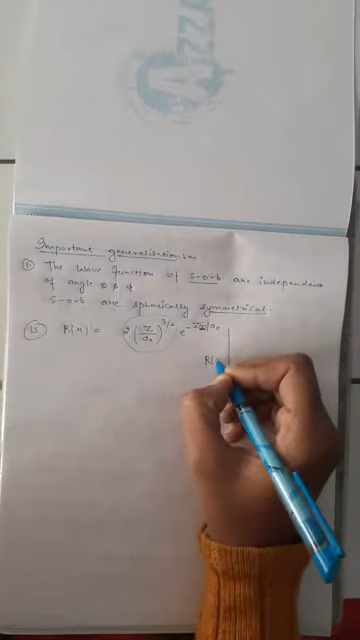 Important generalisation:-
① The wave function of s-orb are independent
of angle θ & ϕ
s-orb are spherically symmetrical.
1s R(r) = 2 (Z/a₀)^3/2 e^-Zr/a₀
R(